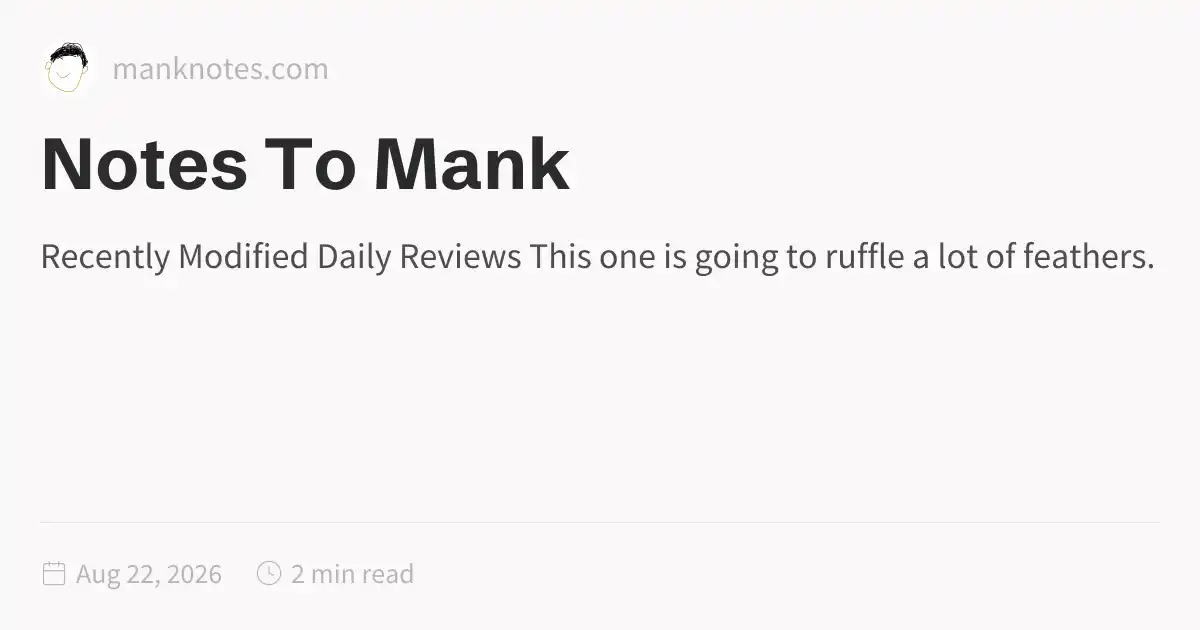 manknotes.com
Notes To Mank
Recently Modified Daily Reviews This one is going to ruffle a lot of feathers.
Aug 22, 2026 2 min read